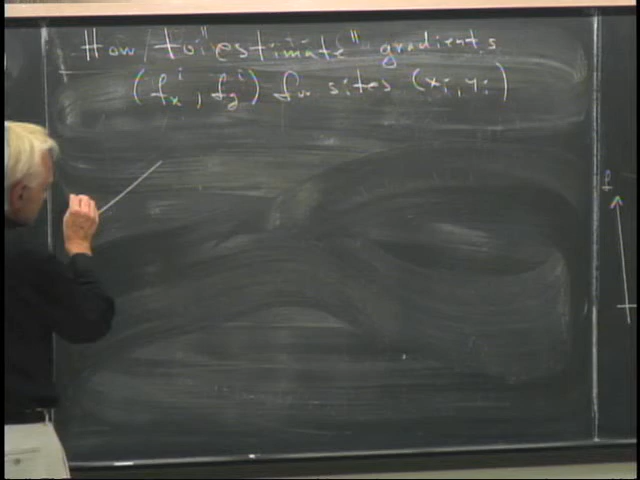 How to "estimate" gradients
(f_x^i, f_y^i) for sites (x_i, y_i)
f